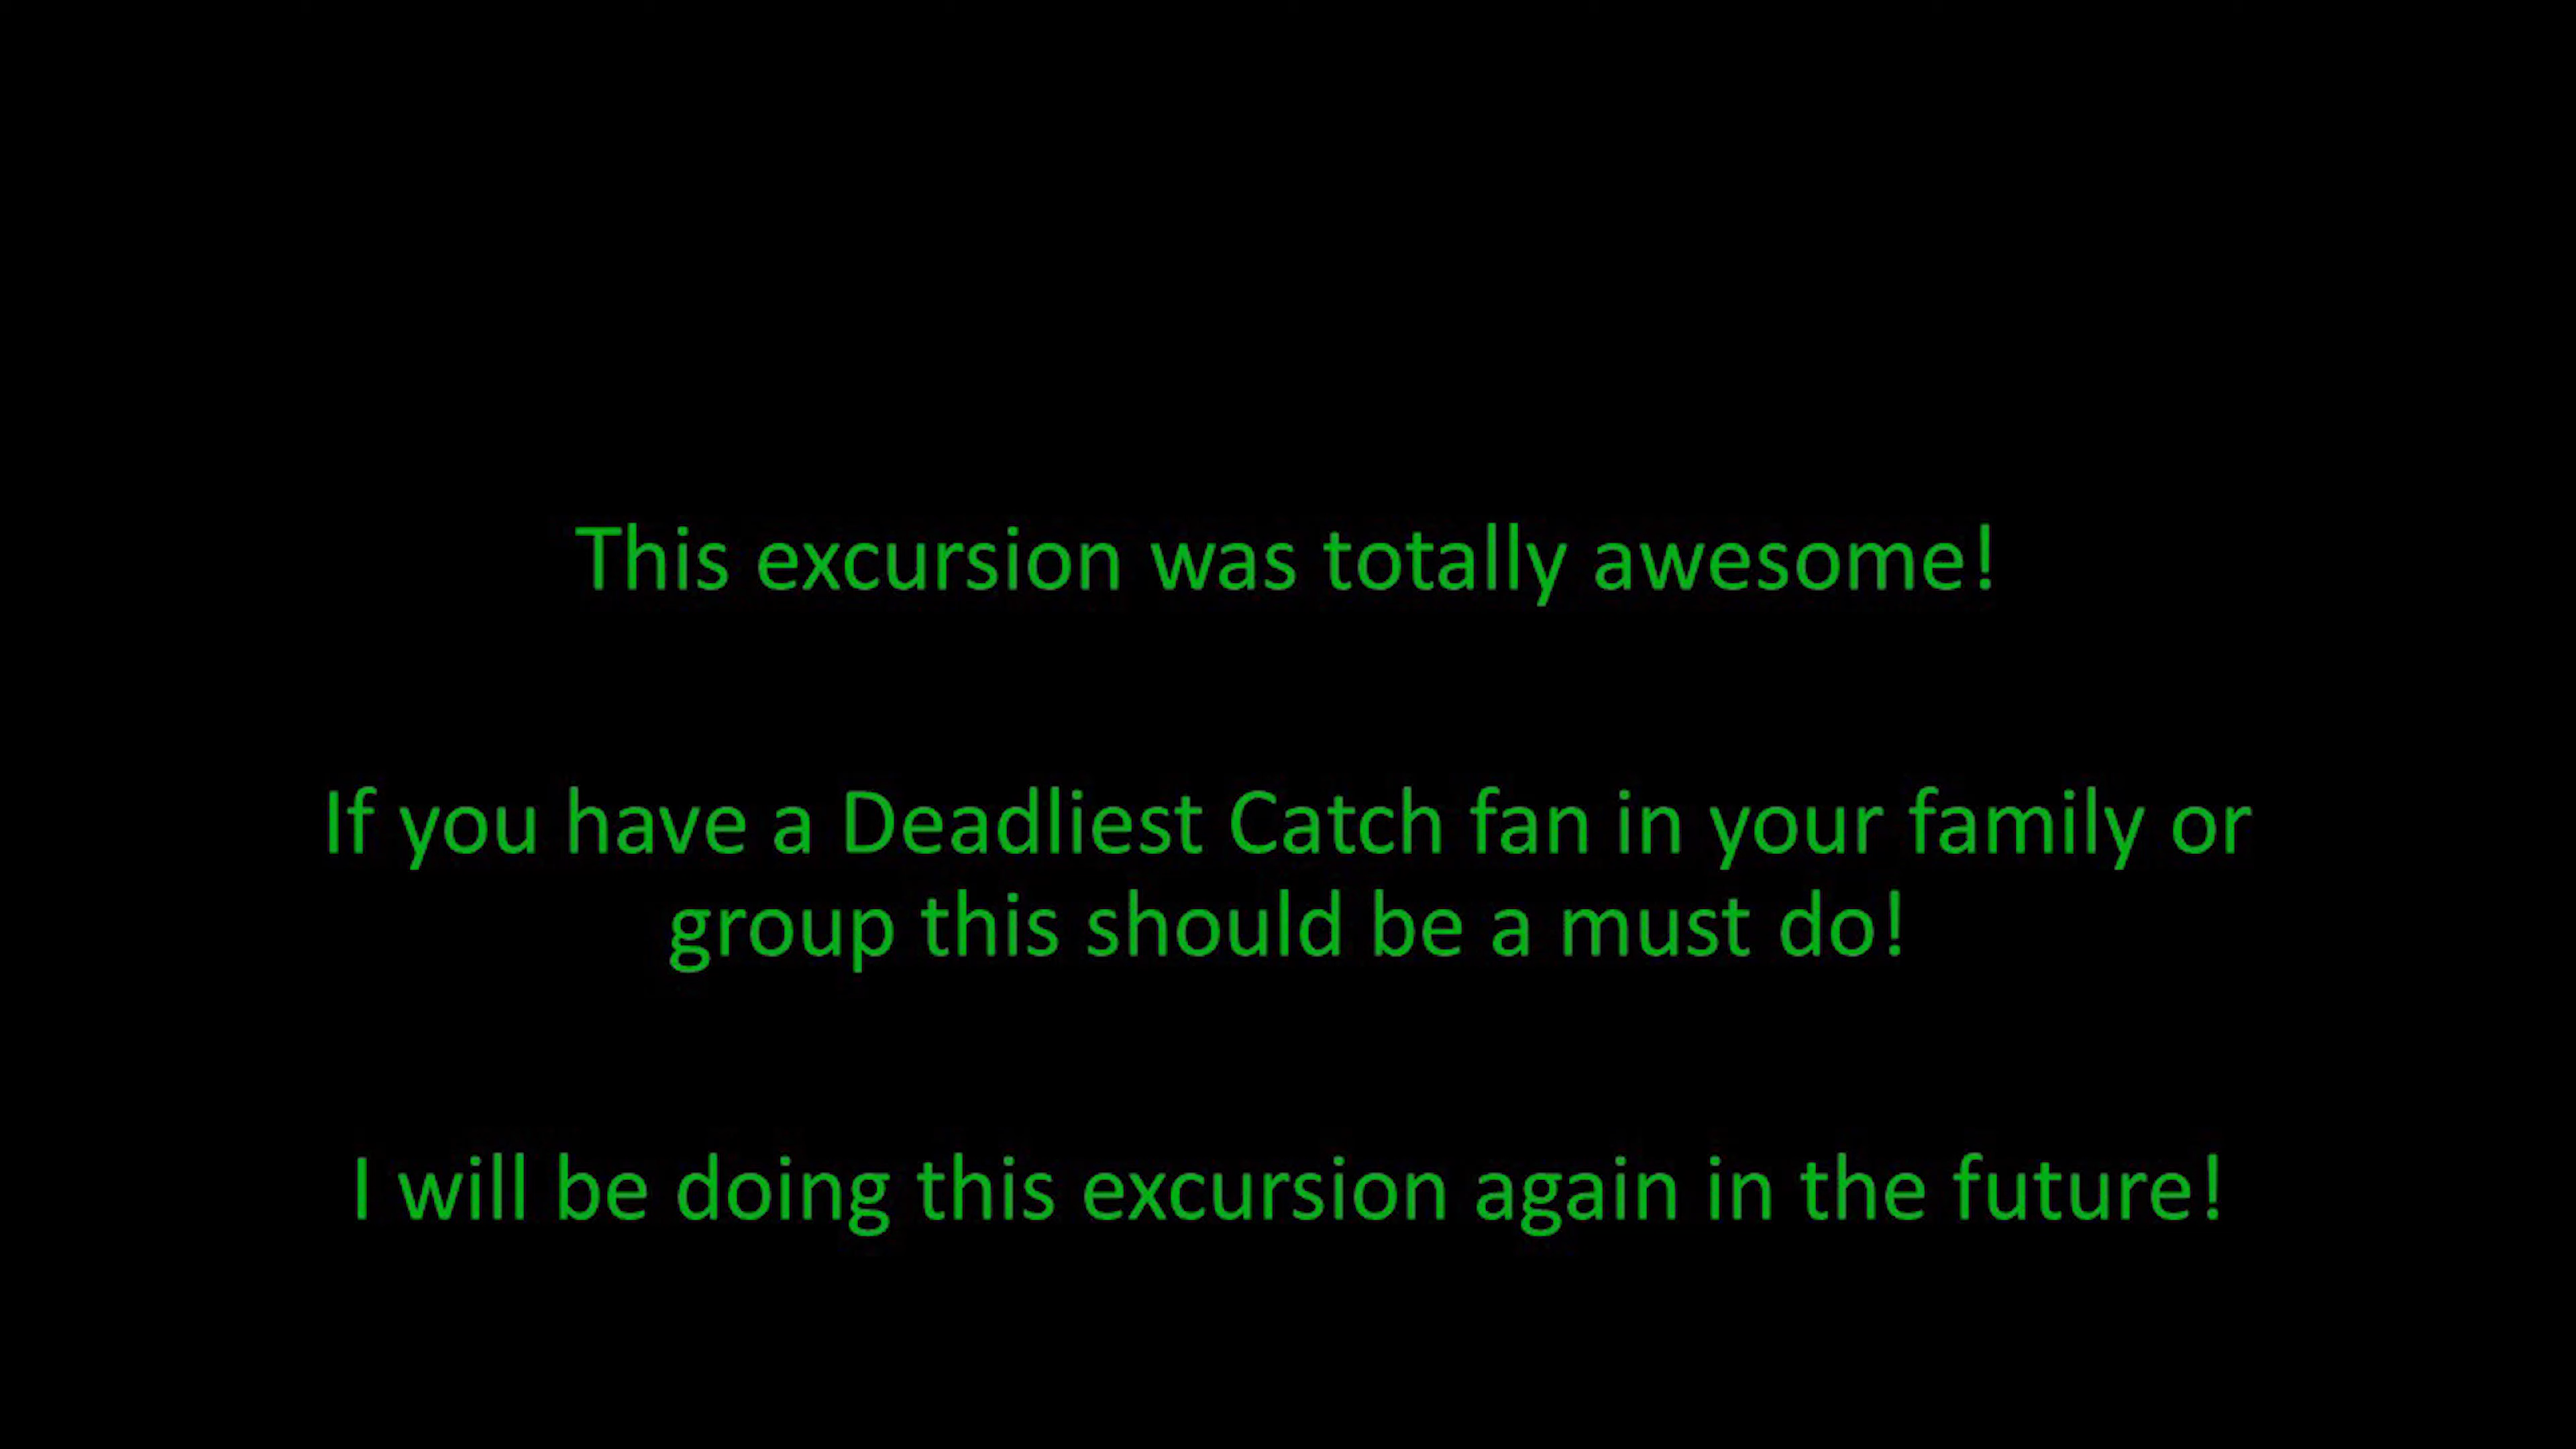 This excursion was totally awesome!
If you have a Deadliest Catch fan in your family or
group this should be a must do!
I will be doing this excursion again in the future!